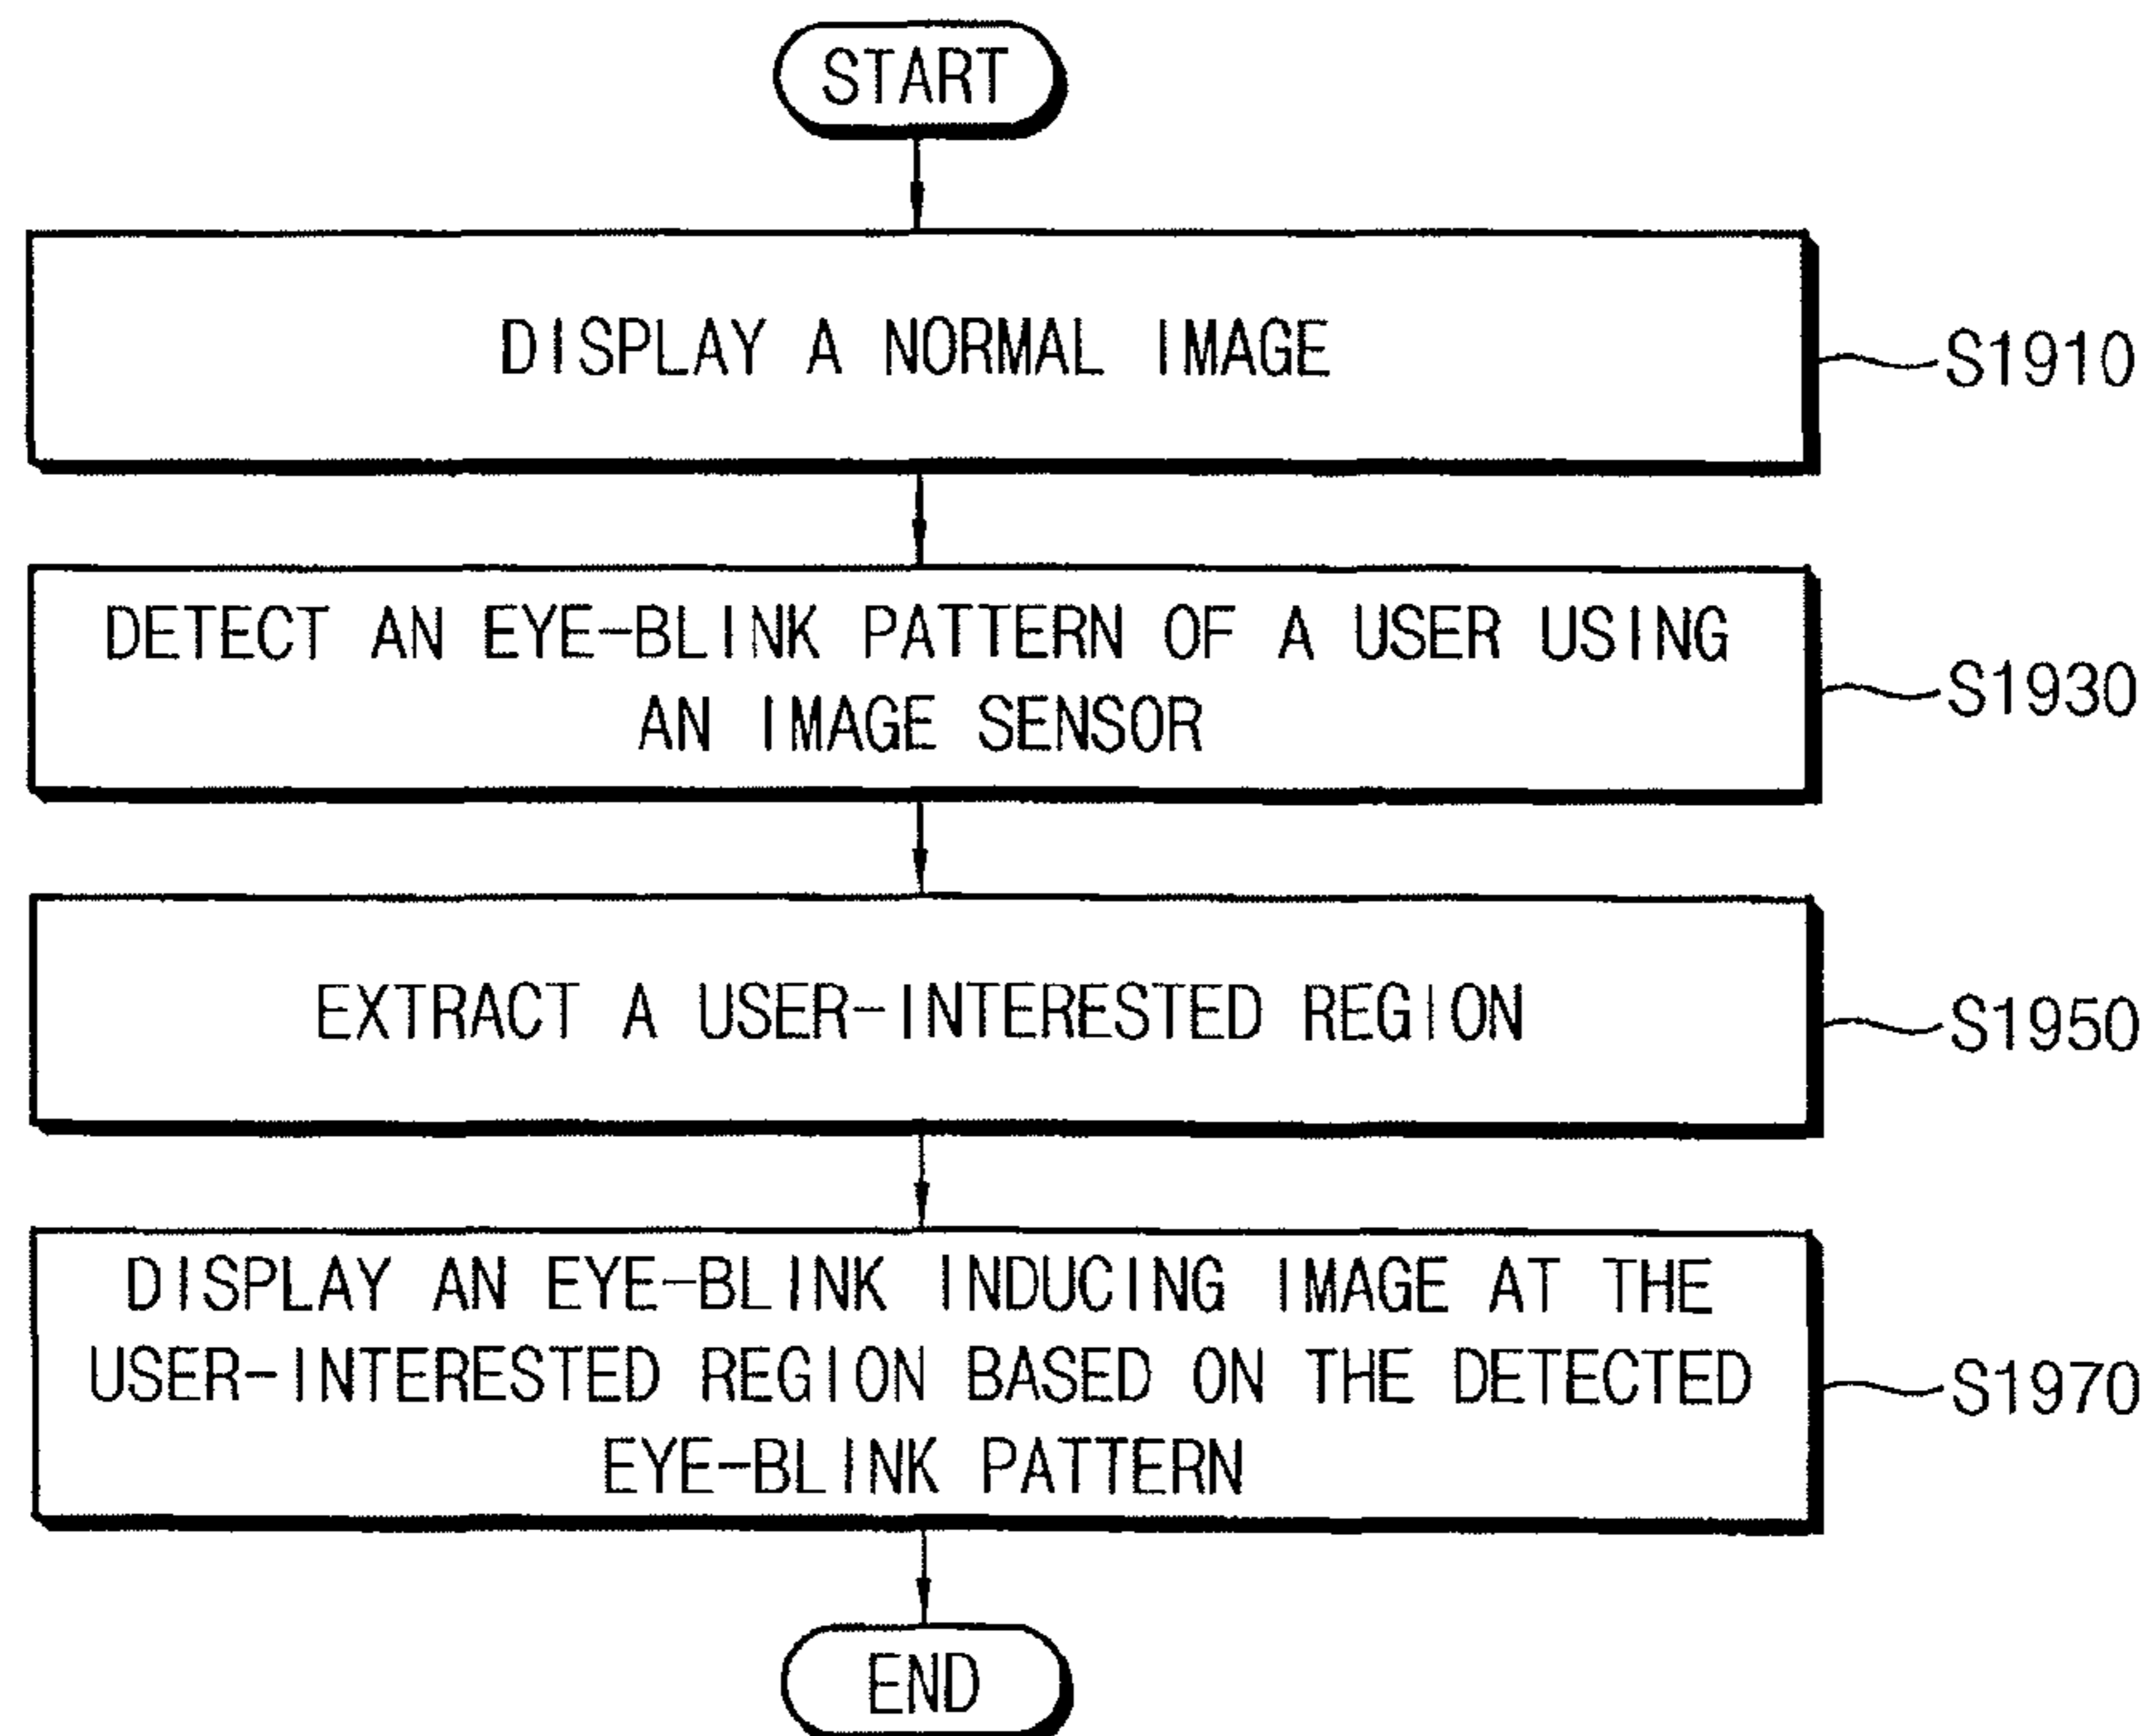 START
DISPLAY A NORMAL IMAGE
S1910
DETECT AN EYE-BLINK PATTERN OF A USER USING
AN IMAGE SENSOR
S1930
EXTRACT A USER-INTERESTED REGION
S1950
DISPLAY AN EYE-BLINK INDUCING IMAGE AT THE
USER-INTERESTED REGION BASED ON THE DETECTED
EYE-BLINK PATTERN
S1970
END